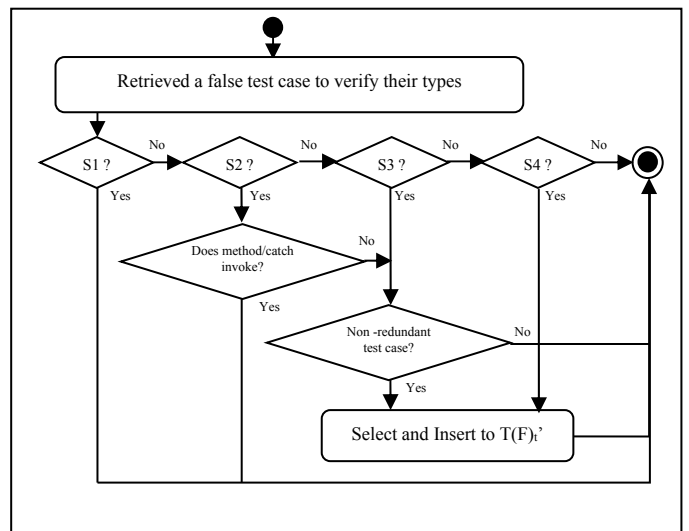 Retrieved a false test case to verify their types
S1 ?
No
S2 ?
No
S3 ?
No
S4 ?
No
Yes
Yes
Yes
Yes
Does method/catch
invoke?
No
Yes
Non -redundant
test case?
No
Yes
Select and Insert to T(F)t’